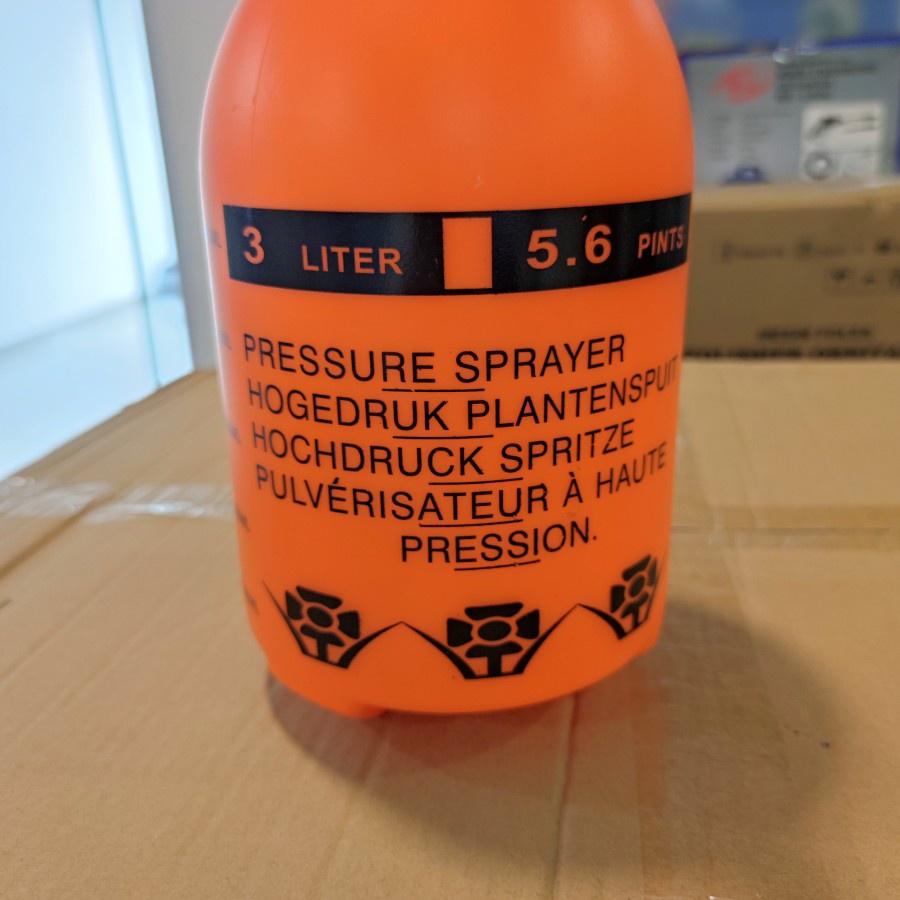 3 LITER 5.6 PINTS
PRESSURE SPRAYER
HOGEDRUK PLANTENSPUIT
HOCHDRUCK SPRITZE
PULVÉRISATEUR À HAUTE
PRESSION.